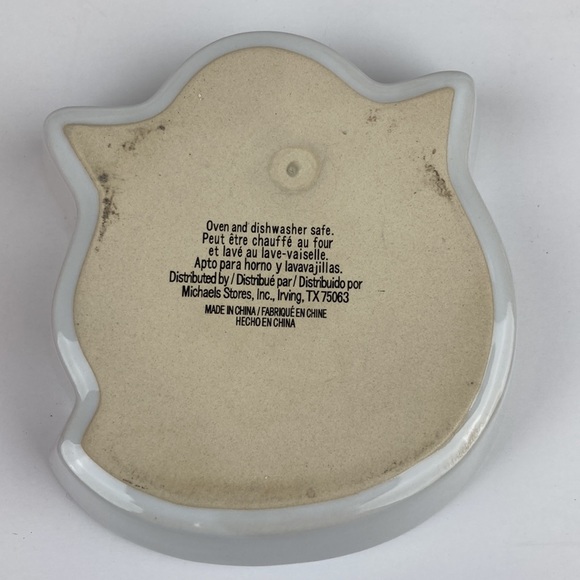 Oven and dishwasher safe.
Peut être chauffé au four
et lavé au lave-vaiselle.
Apto para horno y lavavajillas.
Distributed by / Distribué par / Distribuido por
Michaels Stores, Inc., Irving, TX 75063
MADE IN CHINA / FABRIQUÉ EN CHINE
HECHO EN CHINA